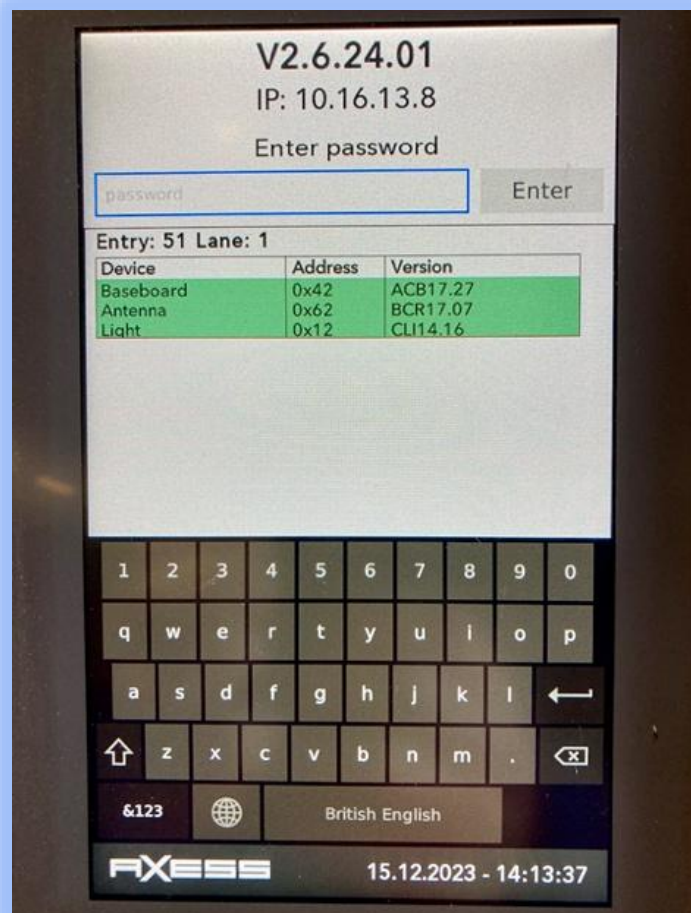 V2.6.24.01
IP: 10.16.13.8
Enter password
password Enter
Entry: 51 Lane: 1
Device Address Version
Baseboard 0x42 ACB17.27
Antenna 0x62 BCR17.07
Light 0x12 CLI14.16
1 2 3 4 5 6 7 8 9 0
q w e r t y u i o p
a s d f g h j k l
z x c v b n m .
&123 British English
AXESS 15.12.2023 - 14:13:37